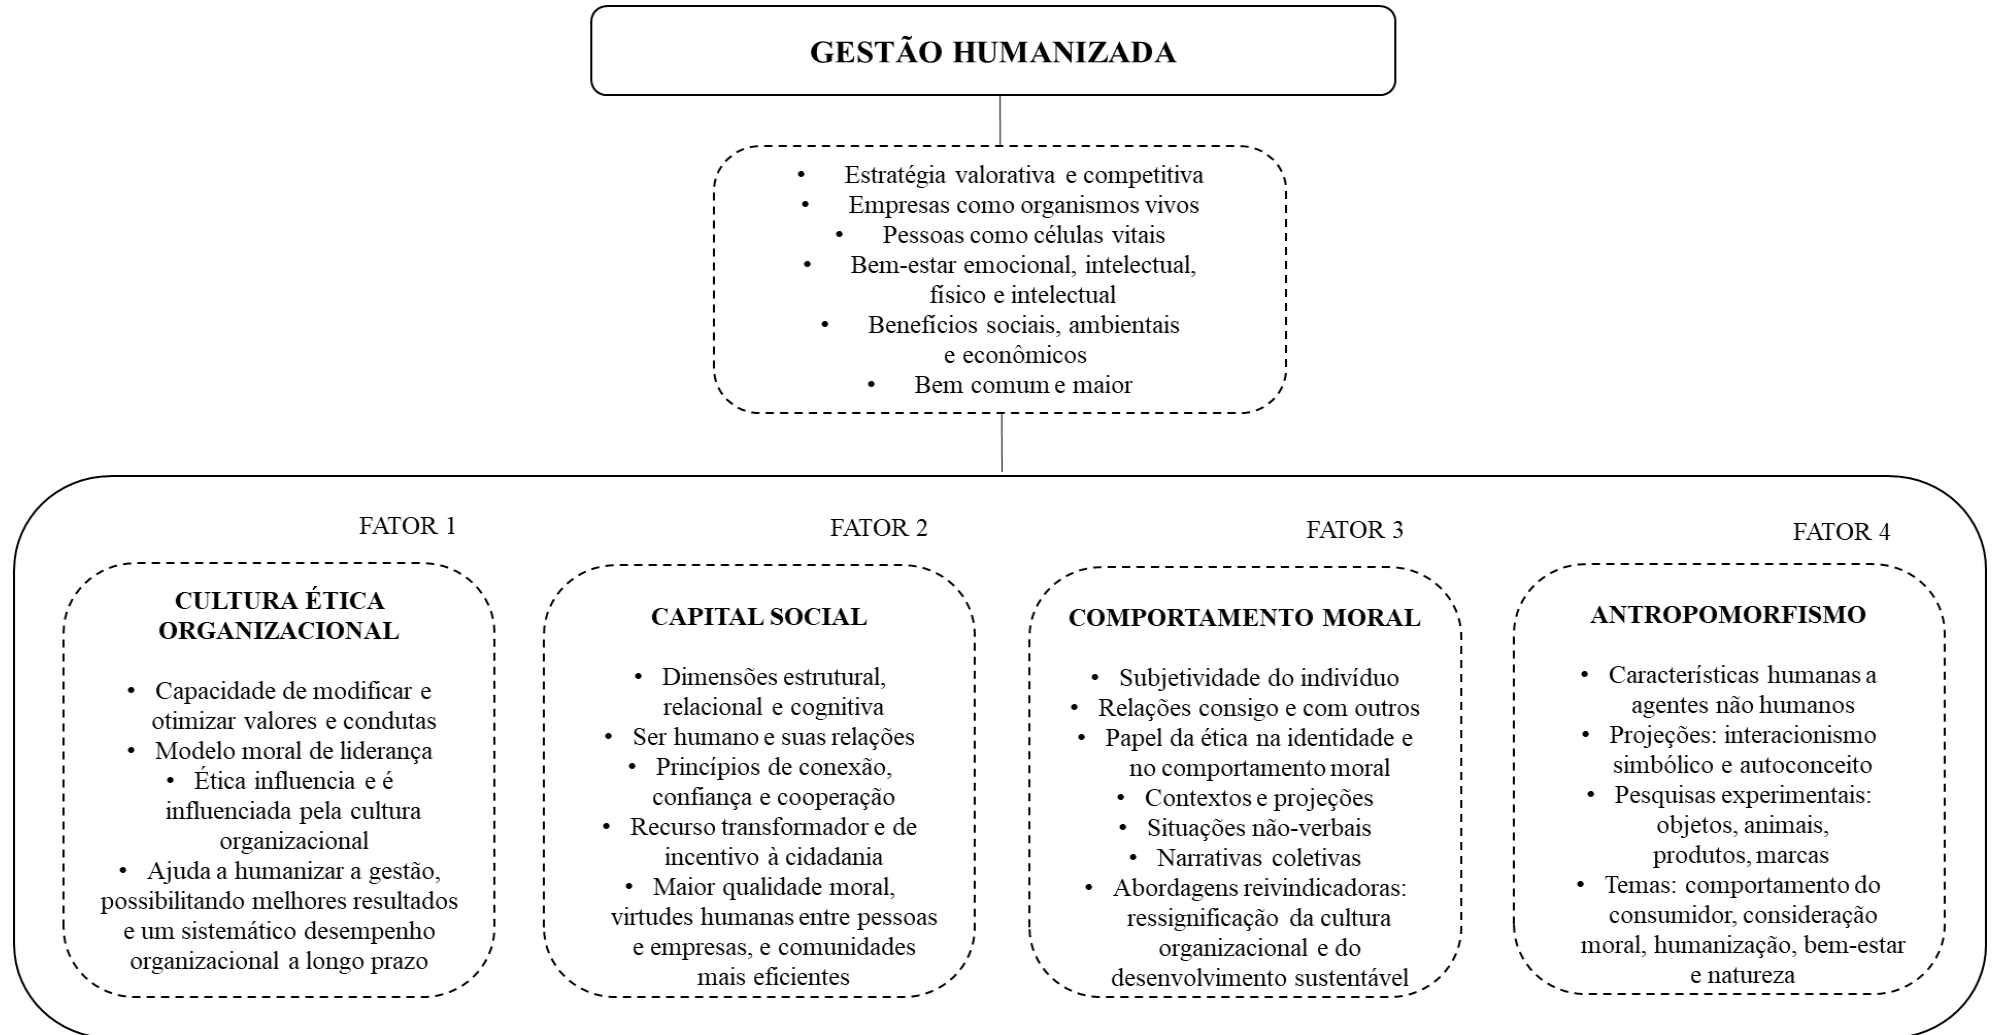 GESTÃO HUMANIZADA
• Estratégia valorativa e competitiva
• Empresas como organismos vivos
• Pessoas como células vitais
• Bem-estar emocional, intelectual,
físico e intelectual
• Benefícios sociais, ambientais
e econômicos
• Bem comum e maior
FATOR 1
CULTURA ÉTICA
ORGANIZACIONAL
• Capacidade de modificar e
otimizar valores e condutas
• Modelo moral de liderança
• Ética influencia e é
influenciada pela cultura
organizacional
• Ajuda a humanizar a gestão,
possibilitando melhores resultados
e um sistemático desempenho
organizacional a longo prazo
FATOR 2
CAPITAL SOCIAL
• Dimensões estrutural,
relacional e cognitiva
• Ser humano e suas relações
• Princípios de conexão,
confiança e cooperação
• Recurso transformador e de
incentivo à cidadania
• Maior qualidade moral,
virtudes humanas entre pessoas
e empresas, e comunidades
mais eficientes
FATOR 3
COMPORTAMENTO MORAL
• Subjetividade do indivíduo
• Relações consigo e com outros
• Papel da ética na identidade e
no comportamento moral
• Contextos e projeções
• Situações não-verbais
• Narrativas coletivas
• Abordagens reivindicadoras:
ressignificação da cultura
organizacional e do
desenvolvimento sustentável
FATOR 4
ANTROPOMORFISMO
• Características humanas a
agentes não humanos
• Projeções: interacionismo
simbólico e autoconceito
• Pesquisas experimentais:
objetos, animais,
produtos, marcas
• Temas: comportamento do
consumidor, consideração
moral, humanização, bem-estar
e natureza